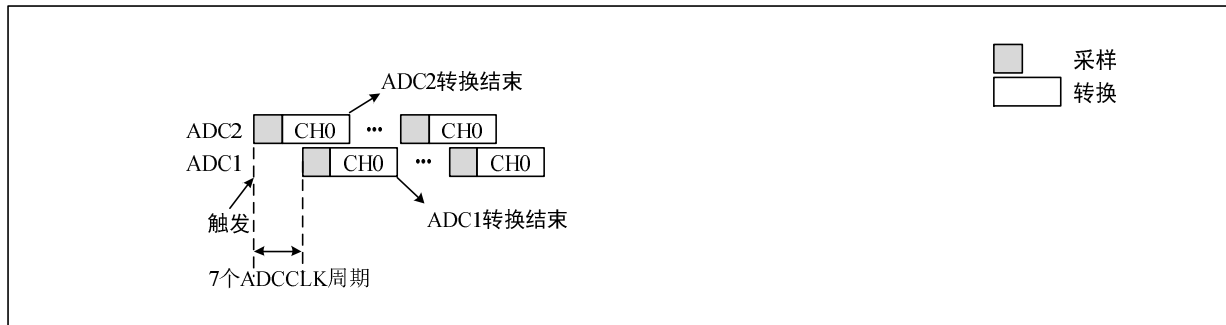 采样
转换
ADC2转换结束
ADC2 CH0 ••• CH0
ADC1 CH0 ••• CH0
触发
ADC1转换结束
7个ADCCLK周期